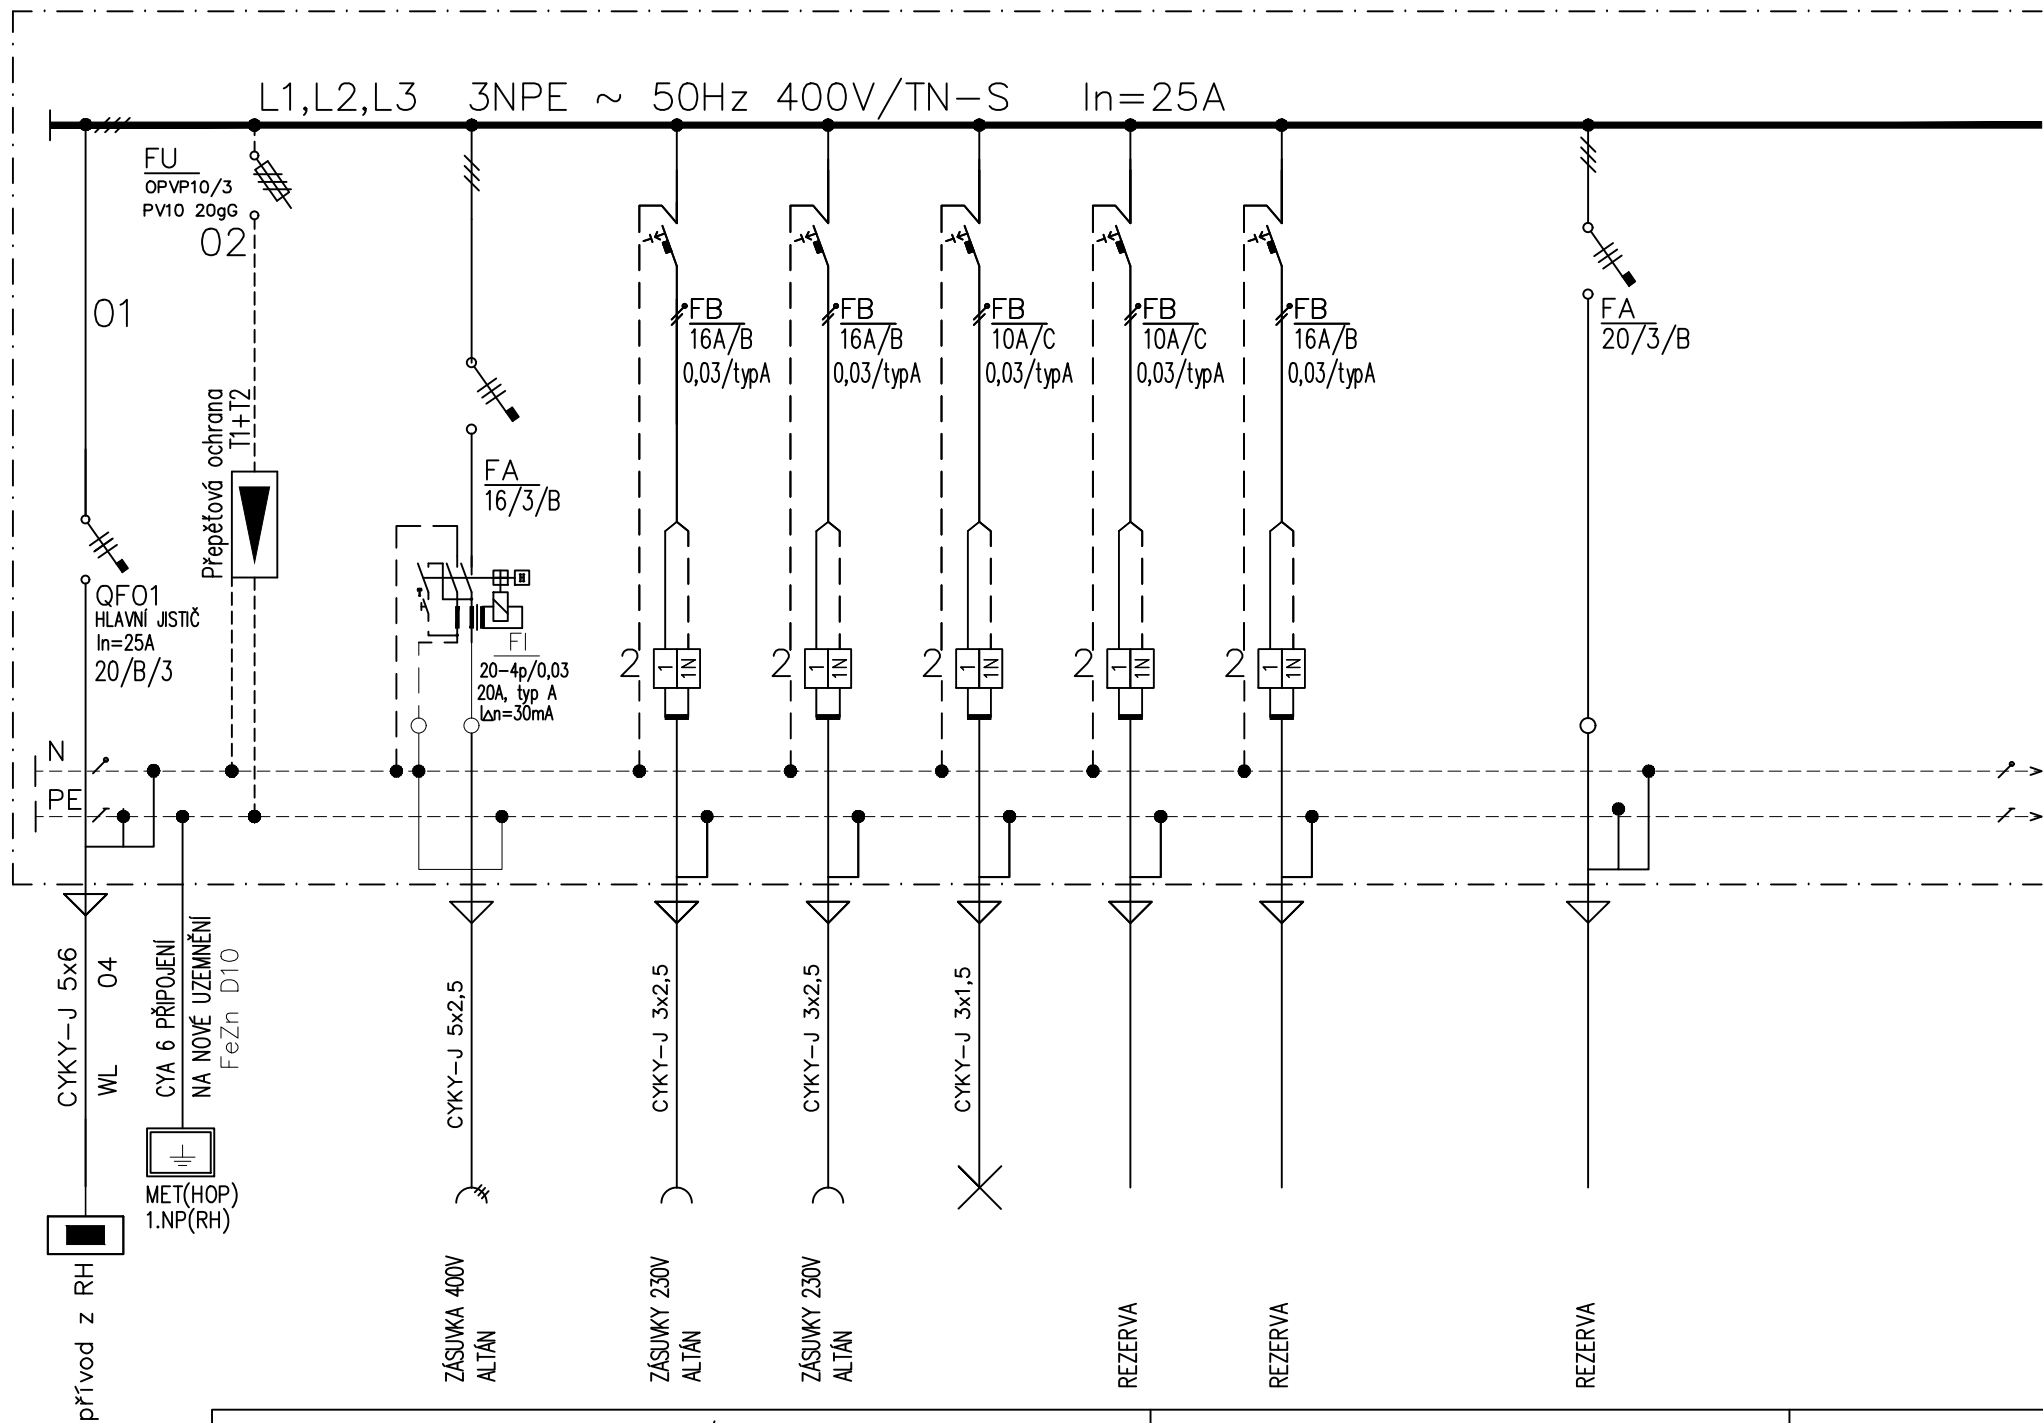 L1,L2,L3 3NPE ~ 50Hz 400V/TN-S In=25A
FU
OPVP10/3
PV10 20gG
02
01
Přepěťová ochrana
T1+T2
QF01
HLAVNÍ JISTIČ
In=25A
20/B/3
FA
16/3/B
FI
20-4p/0,03
20A, typ A
IΔn=30mA
FB
16A/B
0,03/typA
2
1
1N
FB
16A/B
0,03/typA
2
1
1N
FB
10A/C
0,03/typA
2
1
1N
FB
10A/C
0,03/typA
2
1
1N
FB
16A/B
0,03/typA
2
1
1N
FA
20/3/B
N
PE
CYKY-J 5x6
WL 04
CYA 6 PŘIPOJENÍ
NA NOVÉ UZEMNĚNÍ
FeZn D10
MET(HOP)
1.NP(RH)
přívod z RH
CYKY-J 5x2,5
ZÁSUVKA 400V
ALTÁN
CYKY-J 3x2,5
ZÁSUVKY 230V
ALTÁN
CYKY-J 3x2,5
ZÁSUVKY 230V
ALTÁN
CYKY-J 3x1,5
REZERVA
REZERVA
REZERVA